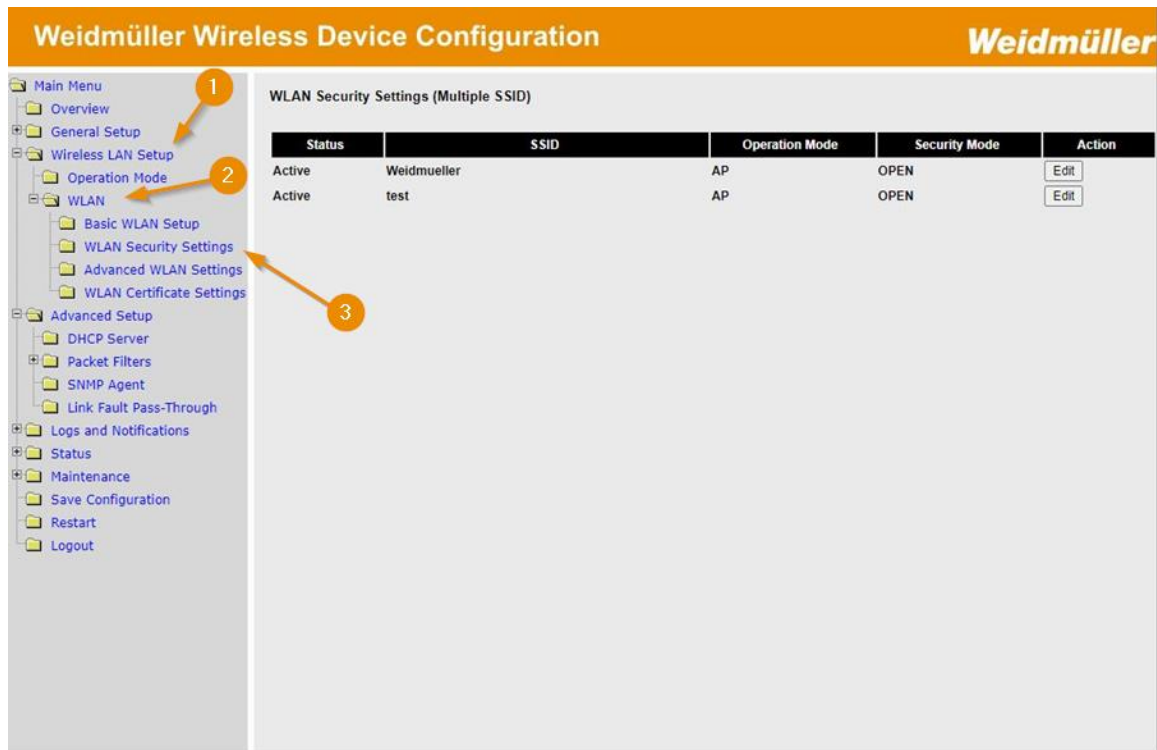 Weidmüller Wireless Device Configuration
Weidmüller
Main Menu
Overview
General Setup
Wireless LAN Setup
Operation Mode
WLAN
Basic WLAN Setup
WLAN Security Settings
Advanced WLAN Settings
WLAN Certificate Settings
Advanced Setup
DHCP Server
Packet Filters
SNMP Agent
Link Fault Pass-Through
Logs and Notifications
Status
Maintenance
Save Configuration
Restart
Logout
1
2
3
WLAN Security Settings (Multiple SSID)
Status SSID Operation Mode Security Mode Action
Active Weidmueller AP OPEN Edit
Active test AP OPEN Edit